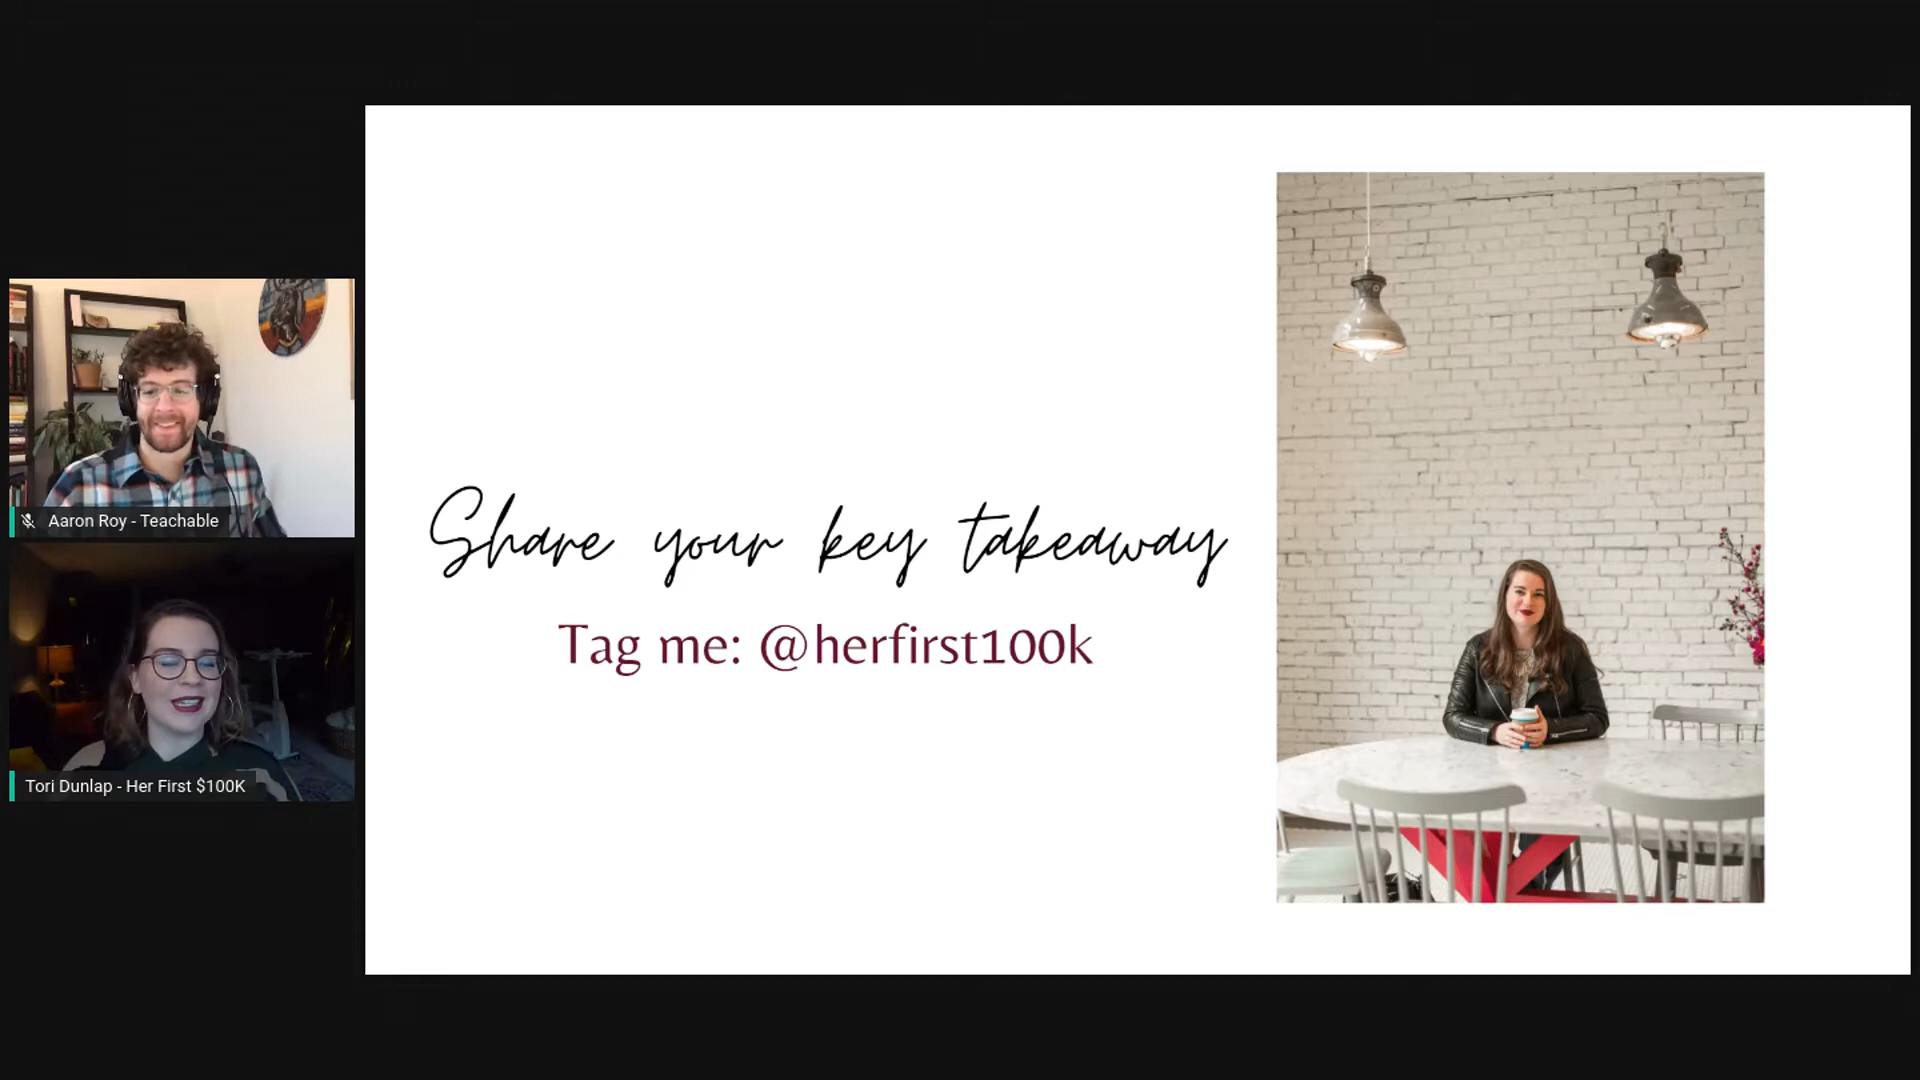 Aaron Roy - Teachable
Tori Dunlap - Her First $100K
Share your key takeaway
Tag me: @herfirst100k